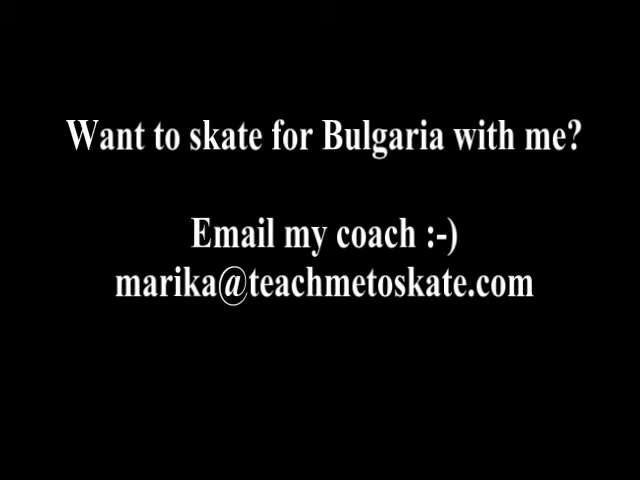 Want to skate for Bulgaria with me?
Email my coach :-)
marika@teachmetoskate.com